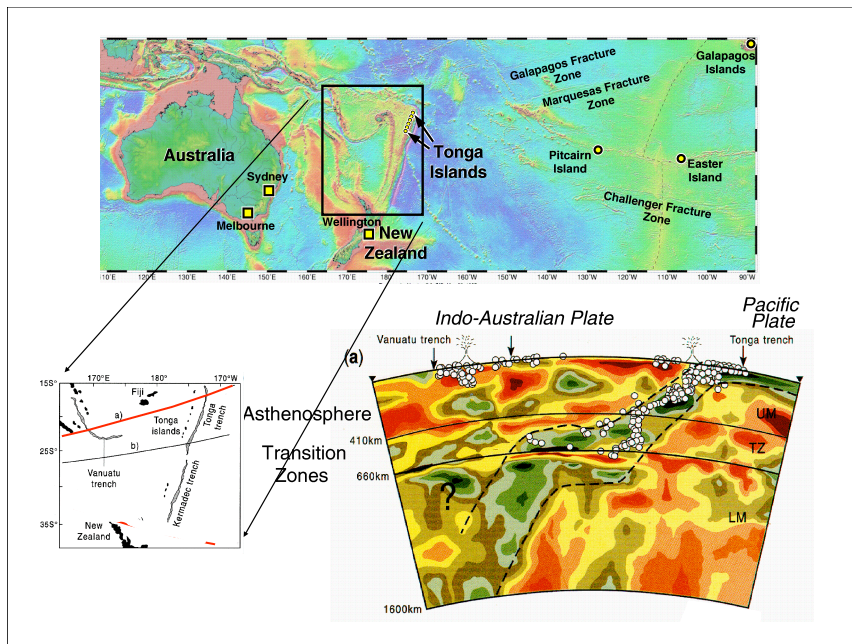 Galapagos Fracture
Zone
Galapagos
Islands
Marquesas Fracture
Zone
Australia
Tonga
Islands
Pitcairn
Island
Easter
Island
Sydney
Challenger Fracture
Zone
Melbourne
Wellington
New
Zealand
110°E
120°E
130°E
140°E
150°E
160°E
170°E
180°E
170°W
160°W
150°W
140°W
130°W
120°W
110°W
100°W
90°W
Indo-Australian Plate
Pacific
Plate
Vanuatu trench
Tonga trench
(a)
170°E
180°
170°W
15°S
25°S
35°S
Fiji
a)
Tonga
islands
Tonga
trench
b)
Vanuatu
trench
Kermadec trench
New
Zealand
Asthenosphere
Transition
Zones
410km
660km
1600km
UM
TZ
LM
?